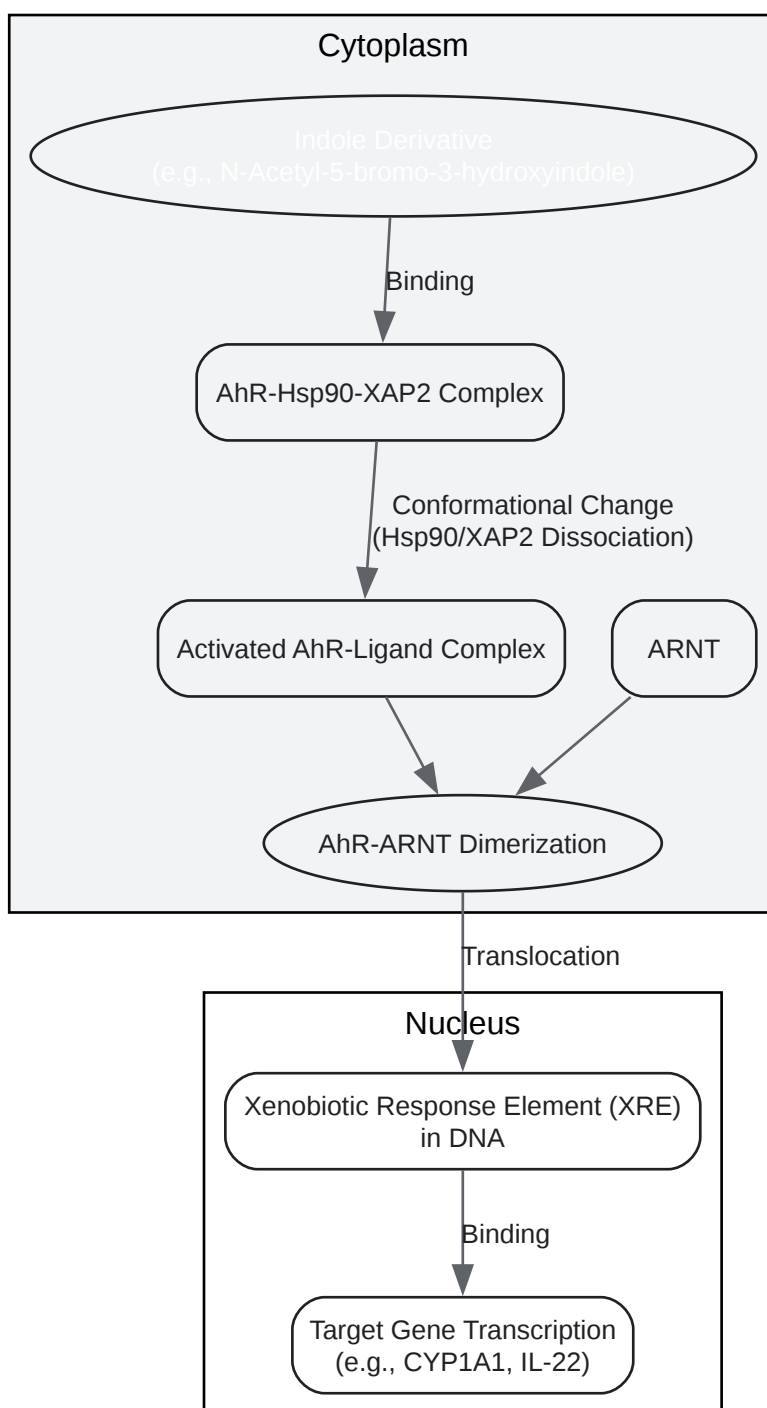 Cytoplasm
Indole Derivative
(e.g., N-Acetyl-5-bromo-3-hydroxyindole)
Binding
AhR-Hsp90-XAP2 Complex
Conformational Change
(Hsp90/XAP2 Dissociation)
Activated AhR-Ligand Complex
ARNT
AhR-ARNT Dimerization
Translocation
Nucleus
Xenobiotic Response Element (XRE)
in DNA
Binding
Target Gene Transcription
(e.g., CYP1A1, IL-22)